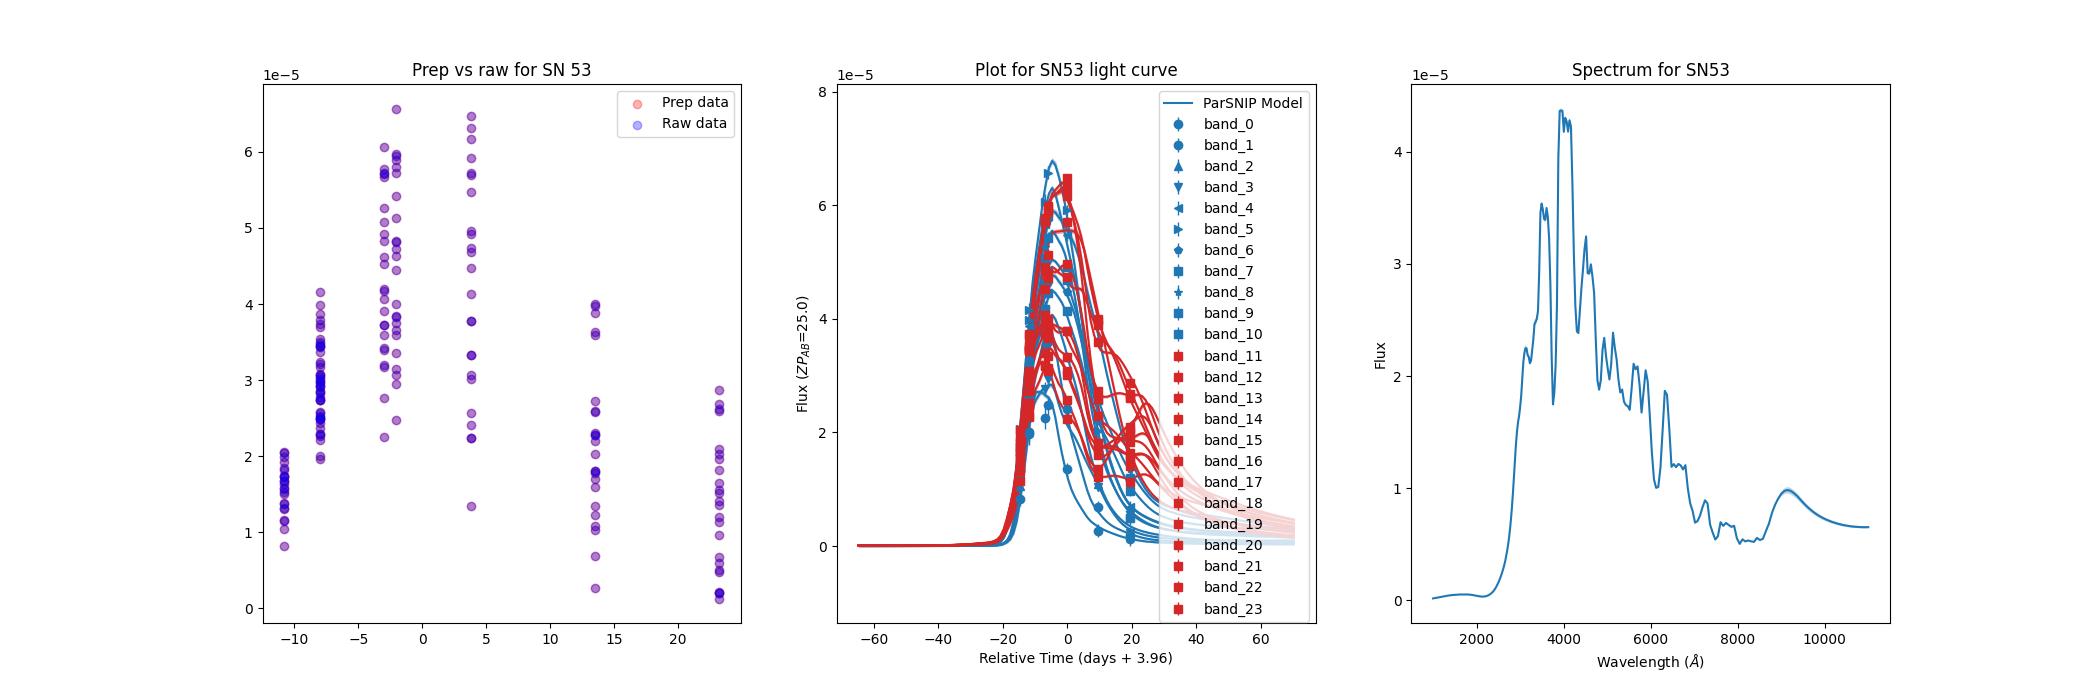 Prep vs raw for SN 53
1e−5
Prep data
Raw data
6
5
4
3
2
1
0
−10 −5 0 5 10 15 20
Plot for SN53 light curve
1e−5
Flux (ZP_AB=25.0)
8
6
4
2
0
ParSNIP Model
band_0
band_1
band_2
band_3
band_4
band_5
band_6
band_7
band_8
band_9
band_10
band_11
band_12
band_13
band_14
band_15
band_16
band_17
band_18
band_19
band_20
band_21
band_22
band_23
−60 −40 −20 0 20 40 60
Relative Time (days + 3.96)
Spectrum for SN53
1e−5
Flux
4
3
2
1
0
2000 4000 6000 8000 10000
Wavelength (Å)